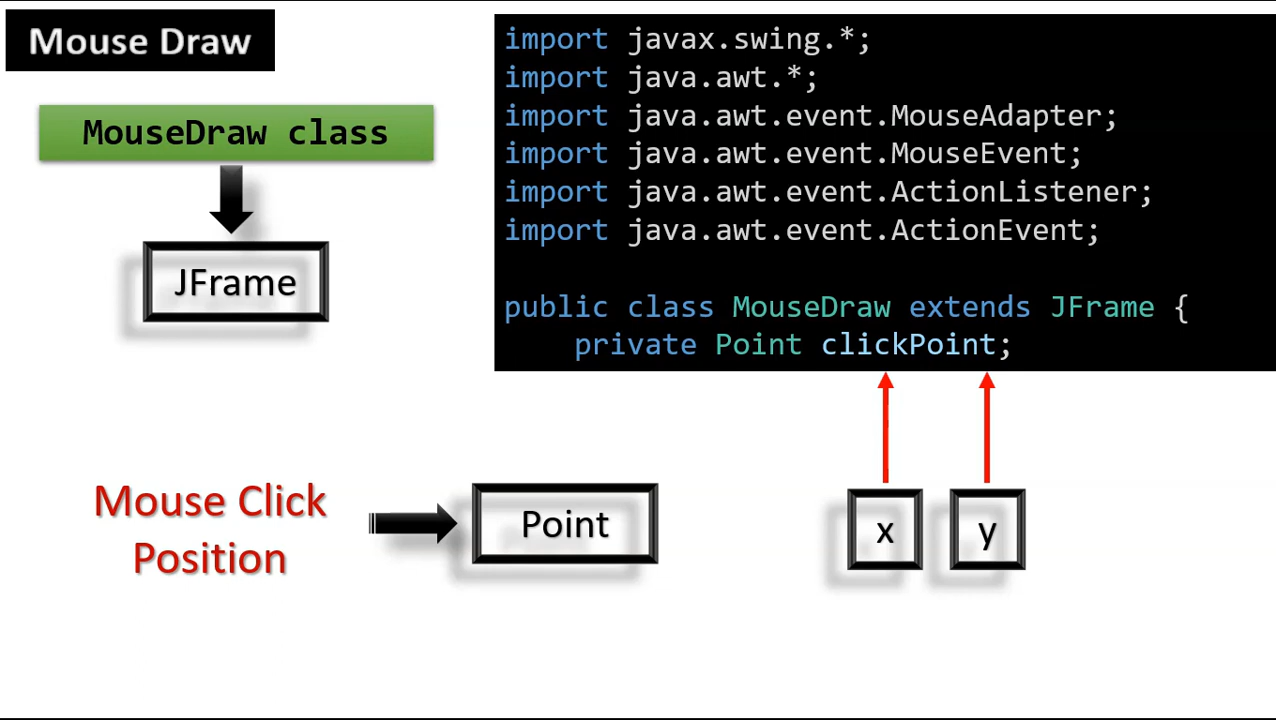 Mouse Draw
MouseDraw class
JFrame
import javax.swing.*;
import java.awt.*;
import java.awt.event.MouseAdapter;
import java.awt.event.MouseEvent;
import java.awt.event.ActionListener;
import java.awt.event.ActionEvent;
public class MouseDraw extends JFrame {
private Point clickPoint;
Mouse Click
Position
Point
x
y